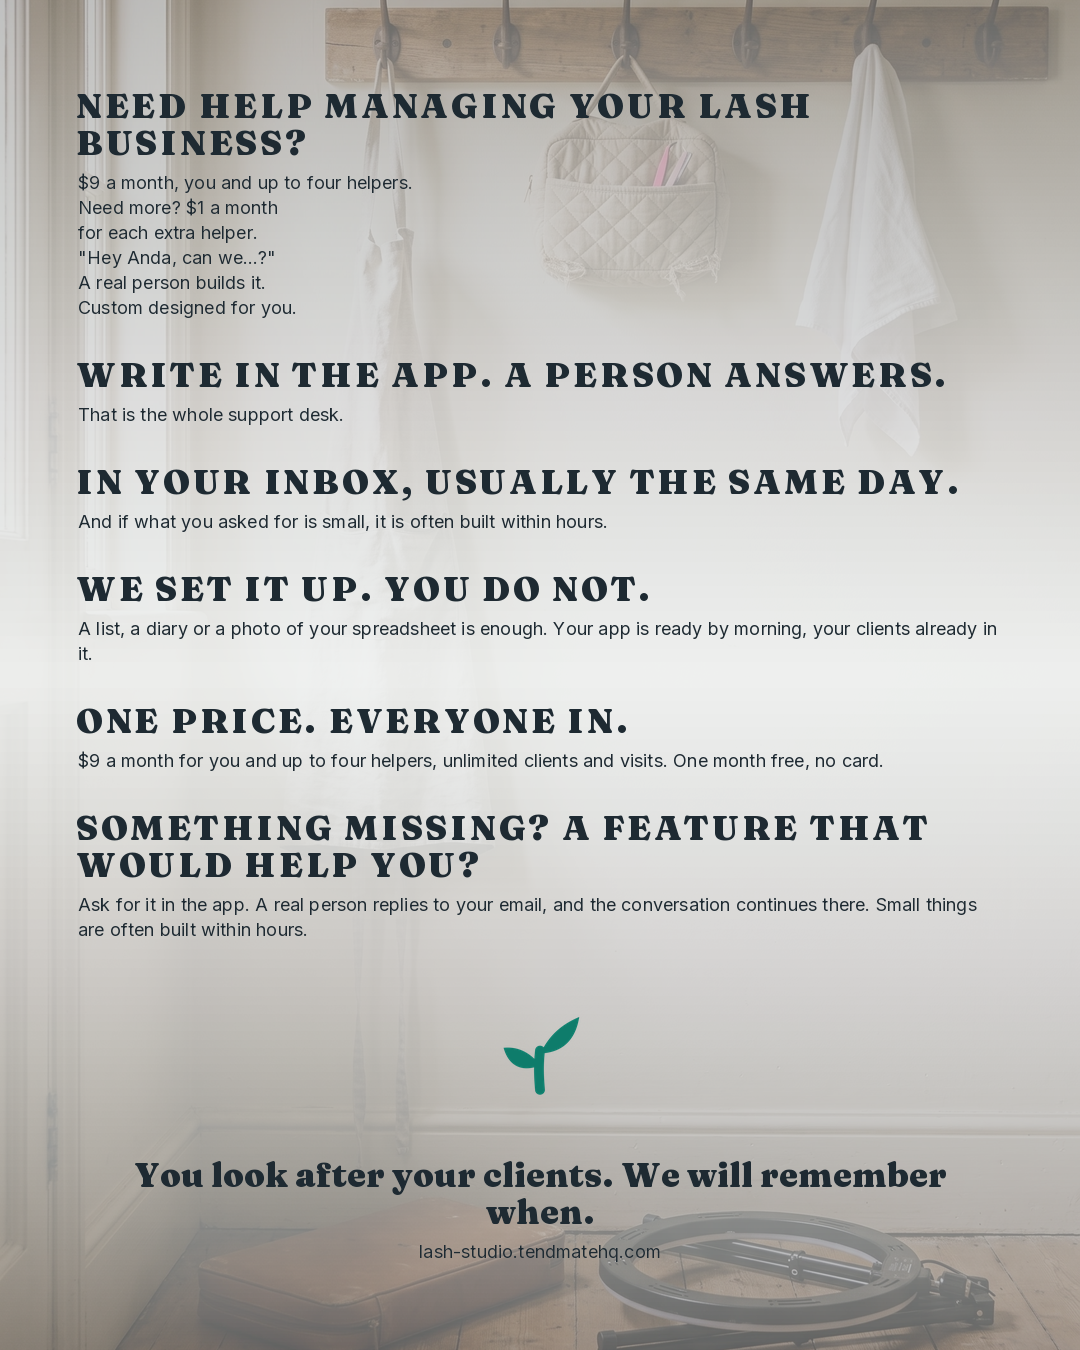 NEED HELP MANAGING YOUR LASH
BUSINESS?
$9 a month, you and up to four helpers.
Need more? $1 a month
for each extra helper.
"Hey Anda, can we...?"
A real person builds it.
Custom designed for you.
WRITE IN THE APP. A PERSON ANSWERS.
That is the whole support desk.
IN YOUR INBOX, USUALLY THE SAME DAY.
And if what you asked for is small, it is often built within hours.
WE SET IT UP. YOU DO NOT.
A list, a diary or a photo of your spreadsheet is enough. Your app is ready by morning, your clients already in
it.
ONE PRICE. EVERYONE IN.
$9 a month for you and up to four helpers, unlimited clients and visits. One month free, no card.
SOMETHING MISSING? A FEATURE THAT
WOULD HELP YOU?
Ask for it in the app. A real person replies to your email, and the conversation continues there. Small things
are often built within hours.
You look after your clients. We will remember
when.
lash-studio.tendmatehq.com